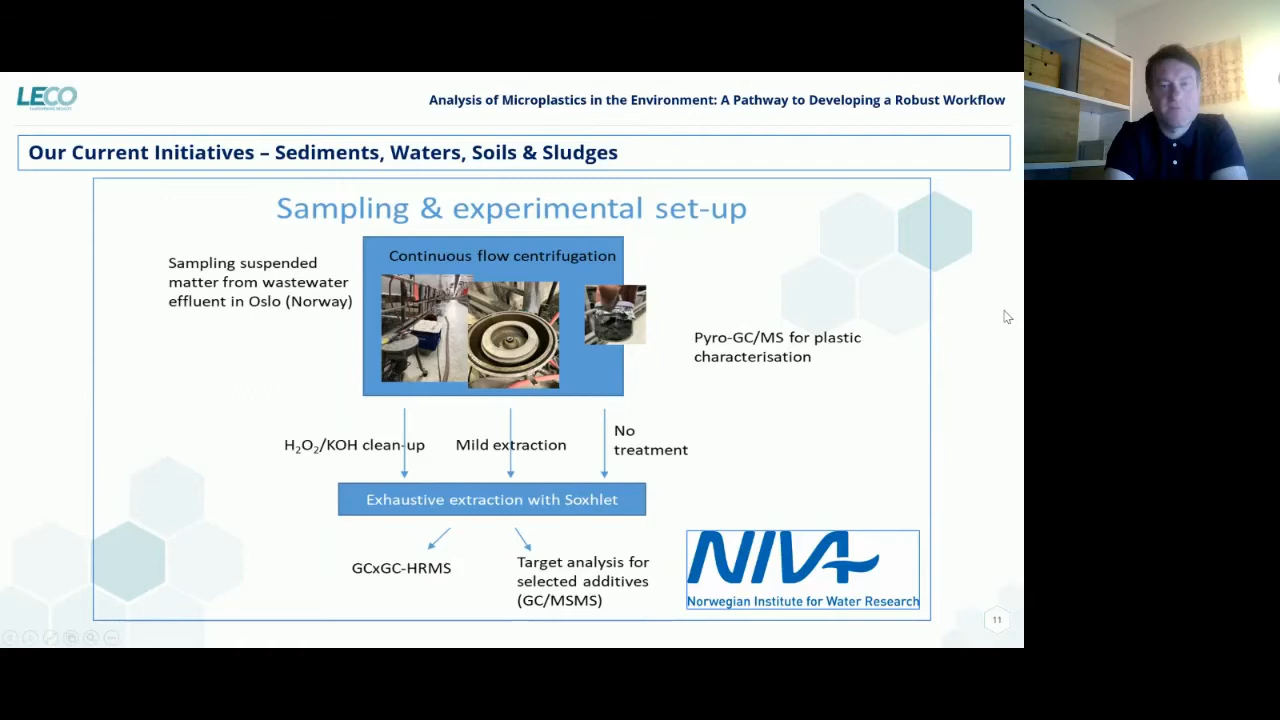 LECO
Analysis of Microplastics in the Environment: A Pathway to Developing a Robust Workflow
Our Current Initiatives – Sediments, Waters, Soils & Sludges
Sampling & experimental set-up
Continuous flow centrifugation
Sampling suspended
matter from wastewater
effluent in Oslo (Norway)
Pyro-GC/MS for plastic
characterisation
H₂O₂/KOH clean-up
Mild extraction
No
treatment
Exhaustive extraction with Soxhlet
GCxGC-HRMS
Target analysis for
selected additives
(GC/MSMS)
NIVA
Norwegian Institute for Water Research
11